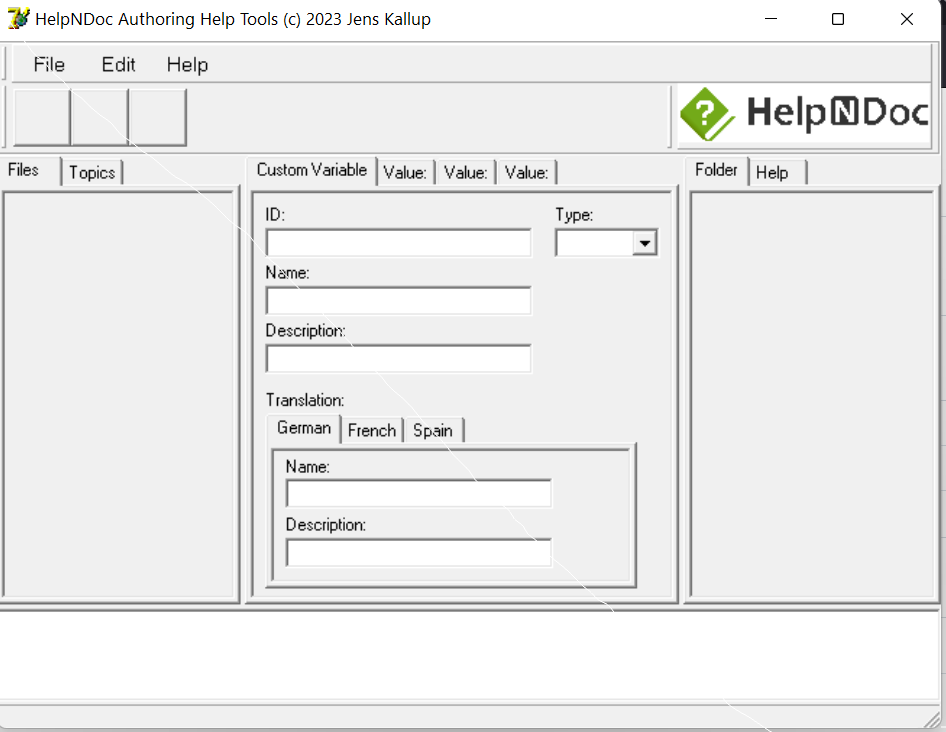 HelpNDoc Authoring Help Tools (c) 2023 Jens Kallup
File Edit Help
HelpNDoc
Files Topics
Custom Variable Value: Value: Value:
Folder Help
ID: Type:
Name:
Description:
Translation:
German French Spain
Name:
Description: